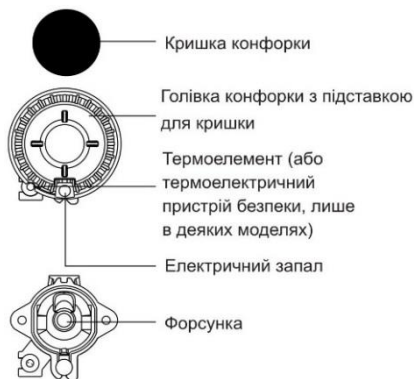 Кришка конфорки
Голівка конфорки з підставкою
для кришки
Термоелемент (або
термоелектричний
пристрій безпеки, лише
в деяких моделях)
Електричний запал
Форсунка